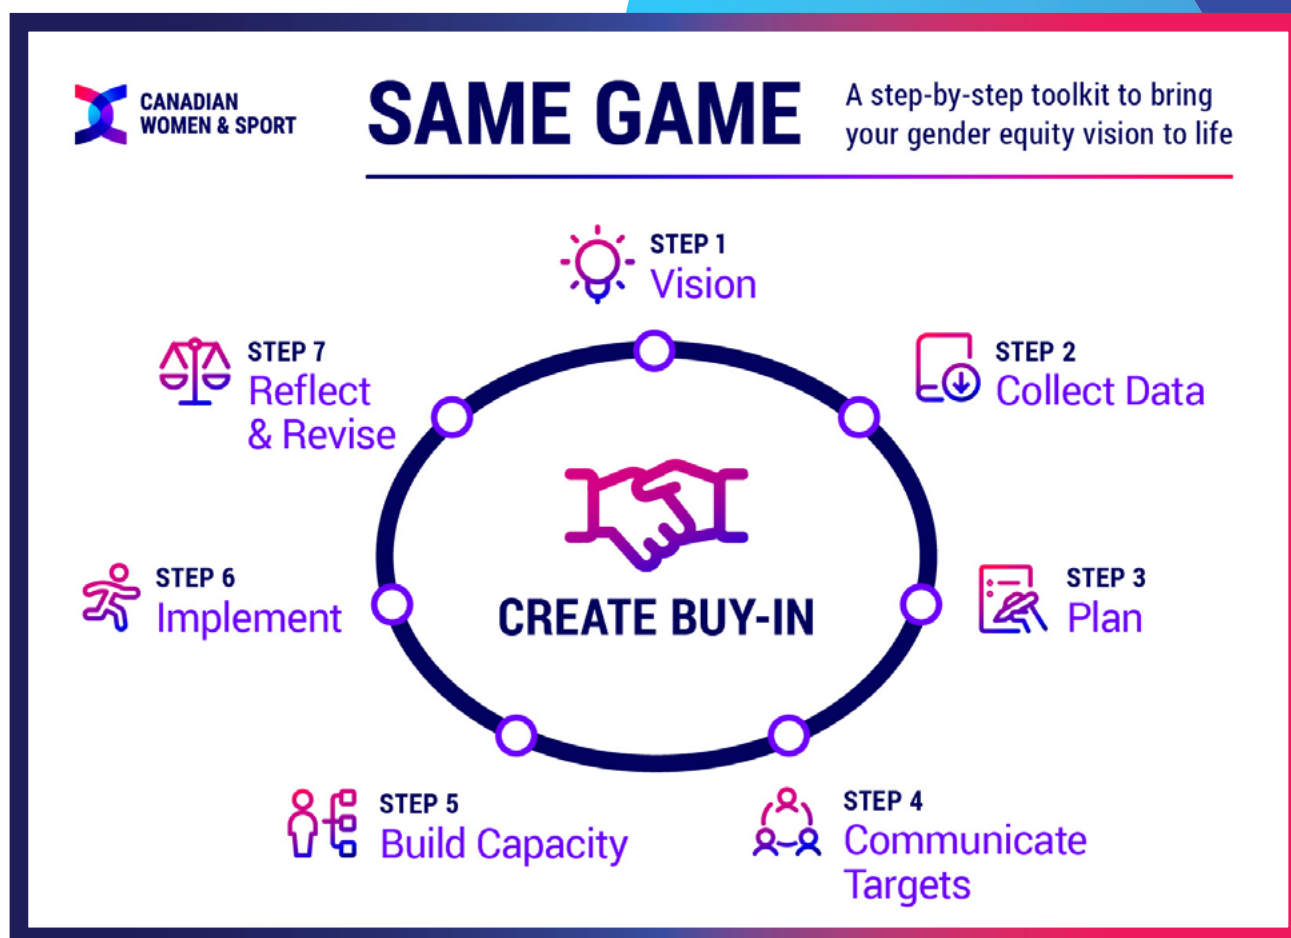 CANADIAN
WOMEN & SPORT
SAME GAME
A step-by-step toolkit to bring
your gender equity vision to life
STEP 1
Vision
STEP 2
Collect Data
STEP 3
Plan
STEP 4
Communicate
Targets
STEP 5
Build Capacity
STEP 6
Implement
STEP 7
Reflect
& Revise
CREATE BUY-IN